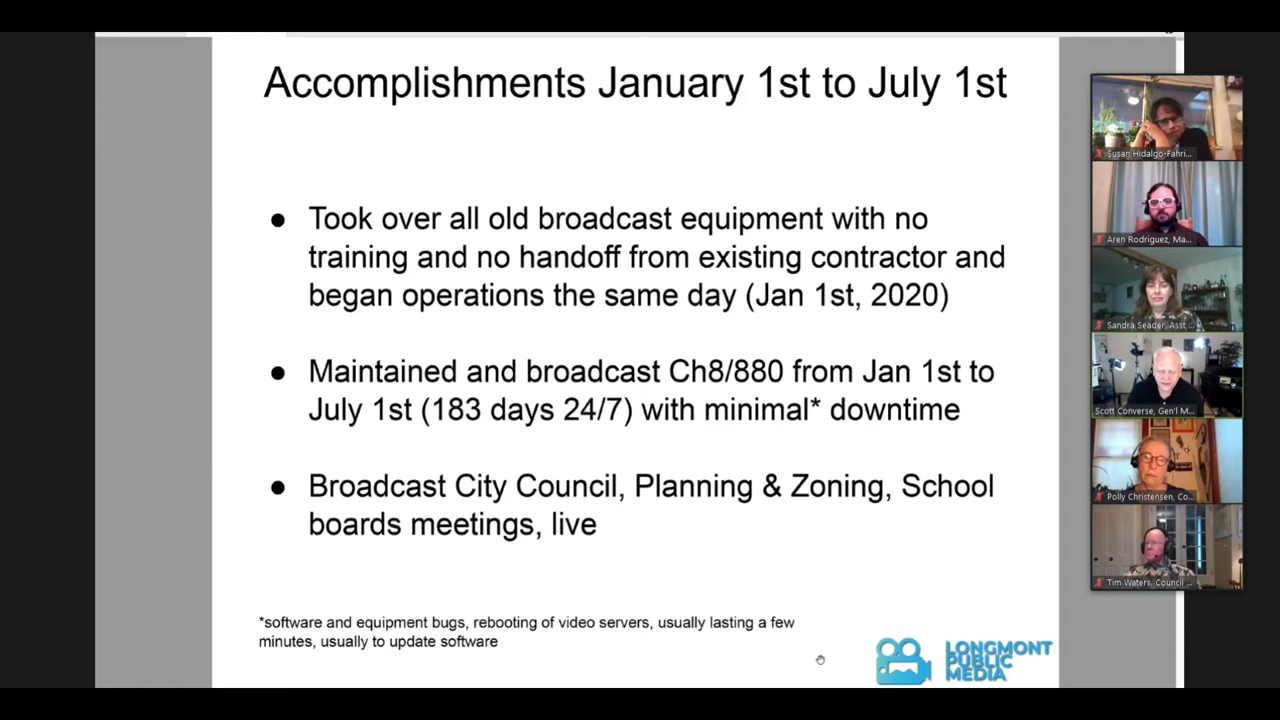 Accomplishments January 1st to July 1st
● Took over all old broadcast equipment with no
training and no handoff from existing contractor and
began operations the same day (Jan 1st, 2020)
● Maintained and broadcast Ch8/880 from Jan 1st to
July 1st (183 days 24/7) with minimal* downtime
● Broadcast City Council, Planning & Zoning, School
boards meetings, live
*software and equipment bugs, rebooting of video servers, usually lasting a few
minutes, usually to update software
LONGMONT
PUBLIC
MEDIA
Susan Hidalgo-Fahri...
Aren Rodriguez, Ma...
Sandra Seader, Asst ...
Scott Converse, Gen'l M...
Polly Christensen, Co...
Tim Waters, Council ...